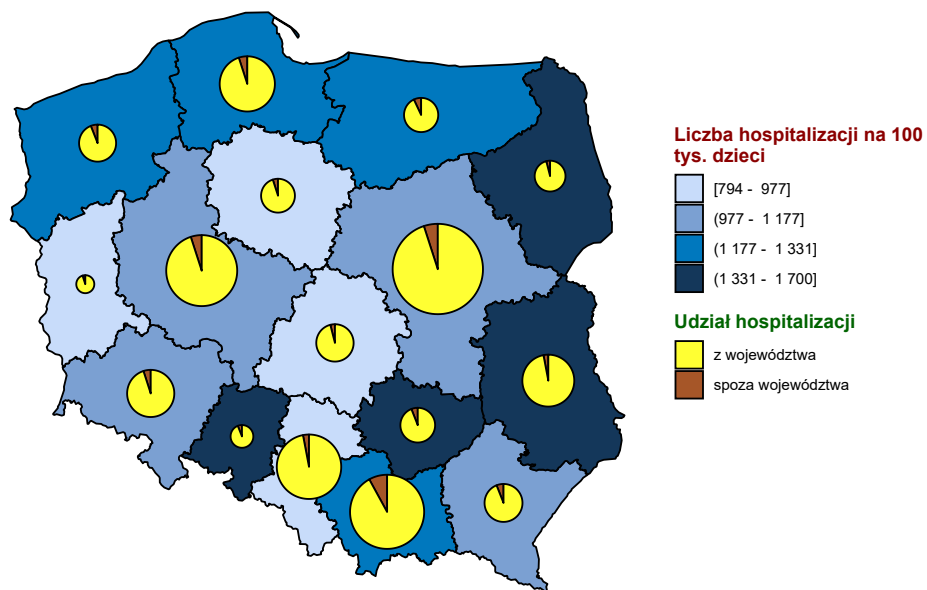 Liczba hospitalizacji na 100
tys. dzieci
[794 - 977]
(977 - 1 177]
(1 177 - 1 331]
(1 331 - 1 700]
Udział hospitalizacji
z województwa
spoza województwa